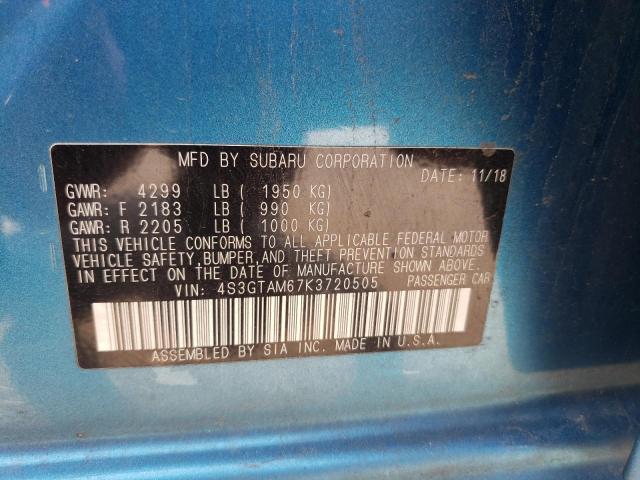 MFD BY SUBARU CORPORATION
DATE: 11/18
GVWR: 4299 LB ( 1950 KG)
GAWR: F 2183 LB ( 990 KG)
GAWR: R 2205 LB ( 1000 KG)
THIS VEHICLE CONFORMS TO ALL APPLICABLE FEDERAL MOTOR
VEHICLE SAFETY, BUMPER, AND THEFT PREVENTION STANDARDS
IN EFFECT ON THE DATE OF MANUFACTURE SHOWN ABOVE.
VIN: 4S3GTAM67K3720505 PASSENGER CAR
ASSEMBLED BY SIA INC. MADE IN U.S.A.